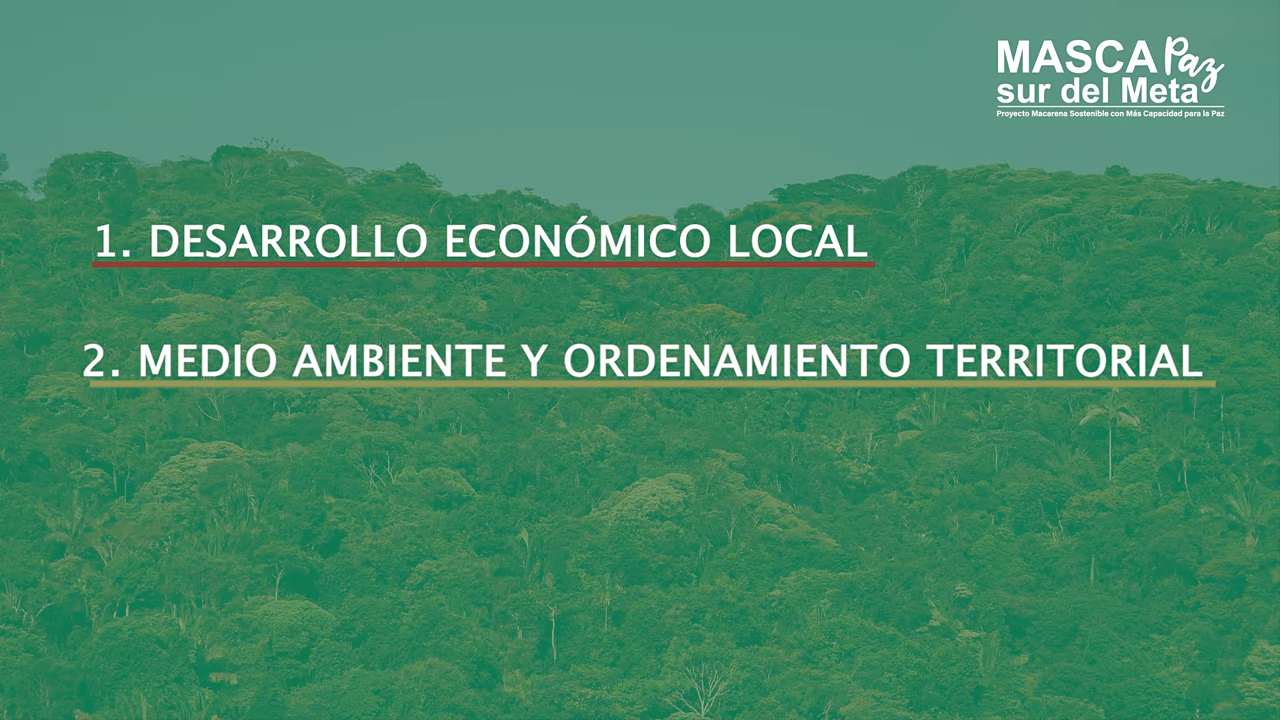 MASCA Paz
sur del Meta
Proyecto Macarena Sostenible con Más Capacidad para la Paz
1. DESARROLLO ECONÓMICO LOCAL
2. MEDIO AMBIENTE Y ORDENAMIENTO TERRITORIAL